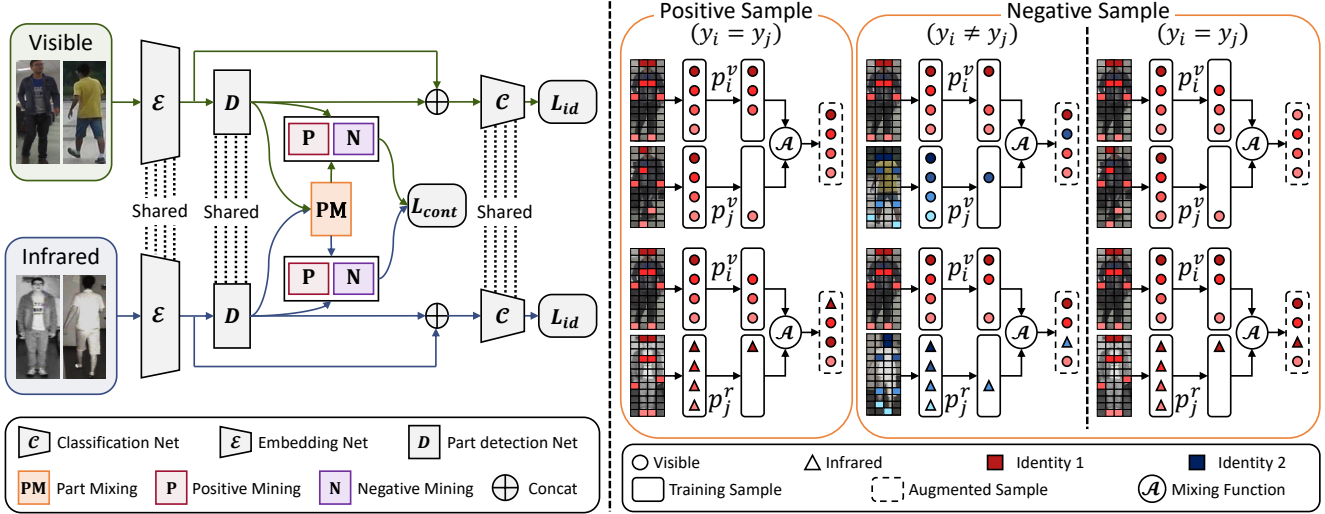 Visible
ℰ
D
𝒞
L_id
P N
Shared
Shared
PM
L_cont
Shared
P N
Infrared
ℰ
D
𝒞
L_id
𝒞 Classification Net
ℰ Embedding Net
D Part detection Net
PM Part Mixing
P Positive Mining
N Negative Mining
Concat
Positive Sample
(y_i = y_j)
p_i^v
𝒜
p_j^v
p_i^v
𝒜
p_j^r
Negative Sample
(y_i ≠ y_j)
p_i^v
𝒜
p_j^v
p_i^v
𝒜
p_j^r
(y_i = y_j)
p_i^v
𝒜
p_j^v
p_i^v
𝒜
p_j^r
Visible
Infrared
Identity 1
Identity 2
Training Sample
Augmented Sample
𝒜 Mixing Function